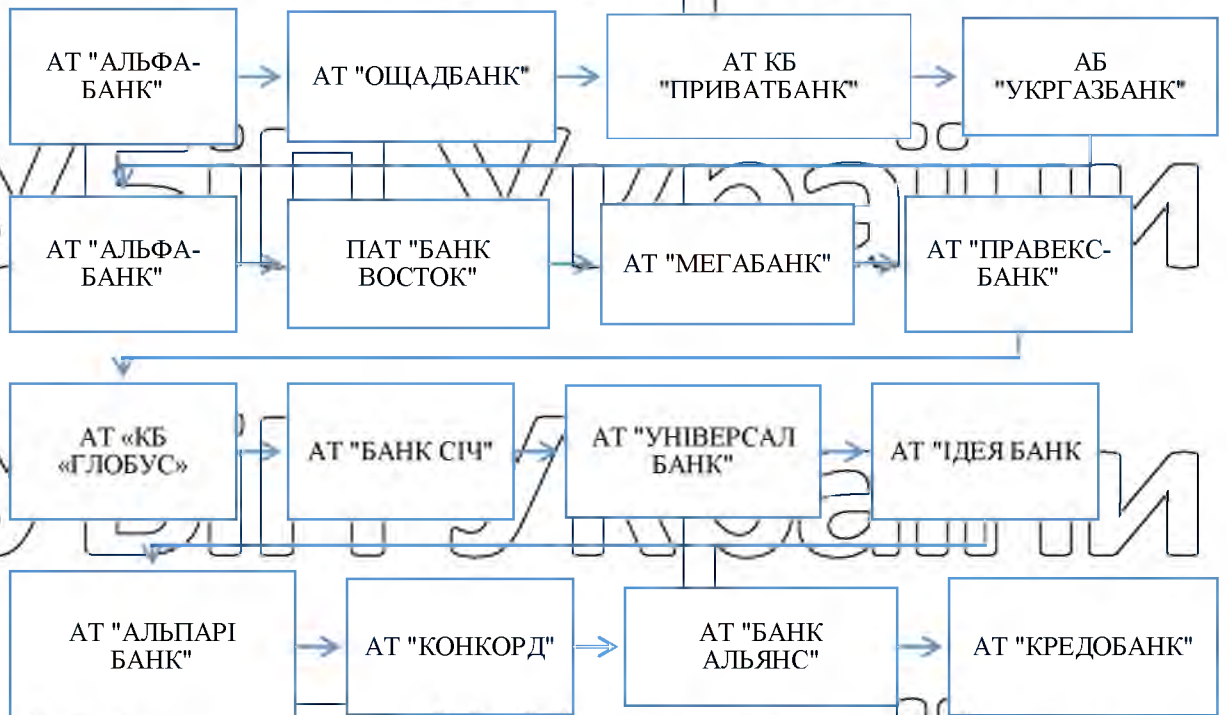 АТ "АЛЬФА-
БАНК"
АТ "ОЩАДБАНК"
АТ КБ
"ПРИВАТБАНК"
АБ
"УКРГАЗБАНК"
АТ "АЛЬФА-
БАНК"
ПАТ "БАНК
ВОСТОК"
АТ "МЕГАБАНК"
АТ "ПРАВЕКС-
БАНК"
АТ «КБ
«ГЛОБУС»
АТ "БАНК СІЧ"
АТ "УНІВЕРСАЛ
БАНК"
АТ "ІДЕЯ БАНК
АТ "АЛЬПАРІ
БАНК"
АТ "КОНКОРД"
АТ "БАНК
АЛЬЯНС"
АТ "КРЕДОБАНК"